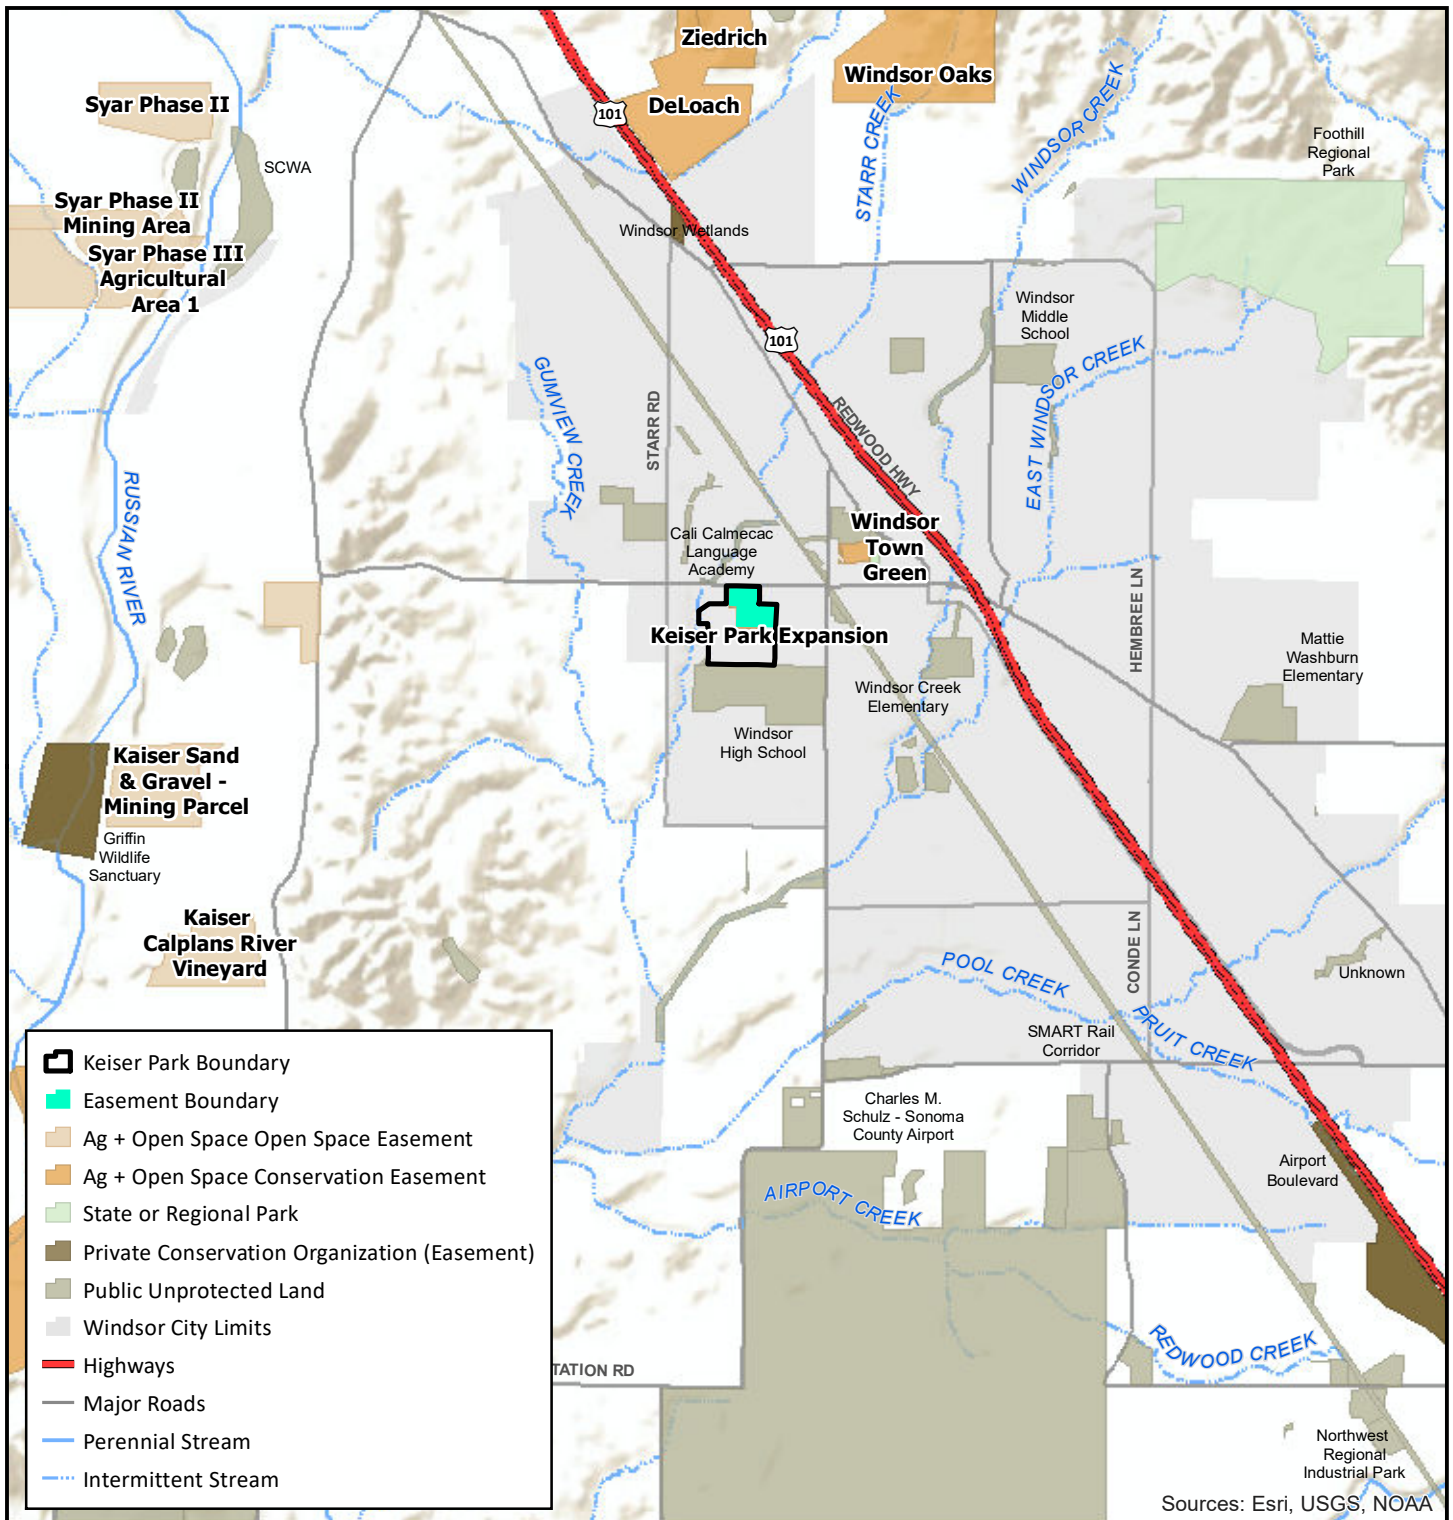 Ziedrich
Windsor Oaks
DeLoach
Syar Phase II
101
SCWA
STARR CREEK
WINDSOR CREEK
Foothill
Regional
Park
Syar Phase II
Mining Area
Syar Phase III
Agricultural
Area 1
Windsor Wetlands
Windsor
Middle
School
101
GUMVIEW CREEK
STARR RD
REDWOOD HWY
EAST WINDSOR CREEK
RUSSIAN RIVER
Cali Calmecac
Language
Academy
Windsor
Town
Green
HEMBREE LN
Keiser Park Expansion
Mattie
Washburn
Elementary
Windsor Creek
Elementary
Windsor
High School
Kaiser Sand
& Gravel -
Mining Parcel
Griffin
Wildlife
Sanctuary
Kaiser
Calplans River
Vineyard
POOL CREEK
CONDE LN
Unknown
PRUIT CREEK
SMART Rail
Corridor
Charles M.
Schulz - Sonoma
County Airport
Airport
Boulevard
AIRPORT CREEK
REDWOOD CREEK
TATION RD
Northwest
Regional
Industrial Park
Keiser Park Boundary
Easement Boundary
Ag + Open Space Open Space Easement
Ag + Open Space Conservation Easement
State or Regional Park
Private Conservation Organization (Easement)
Public Unprotected Land
Windsor City Limits
Highways
Major Roads
Perennial Stream
Intermittent Stream
Sources: Esri, USGS, NOAA